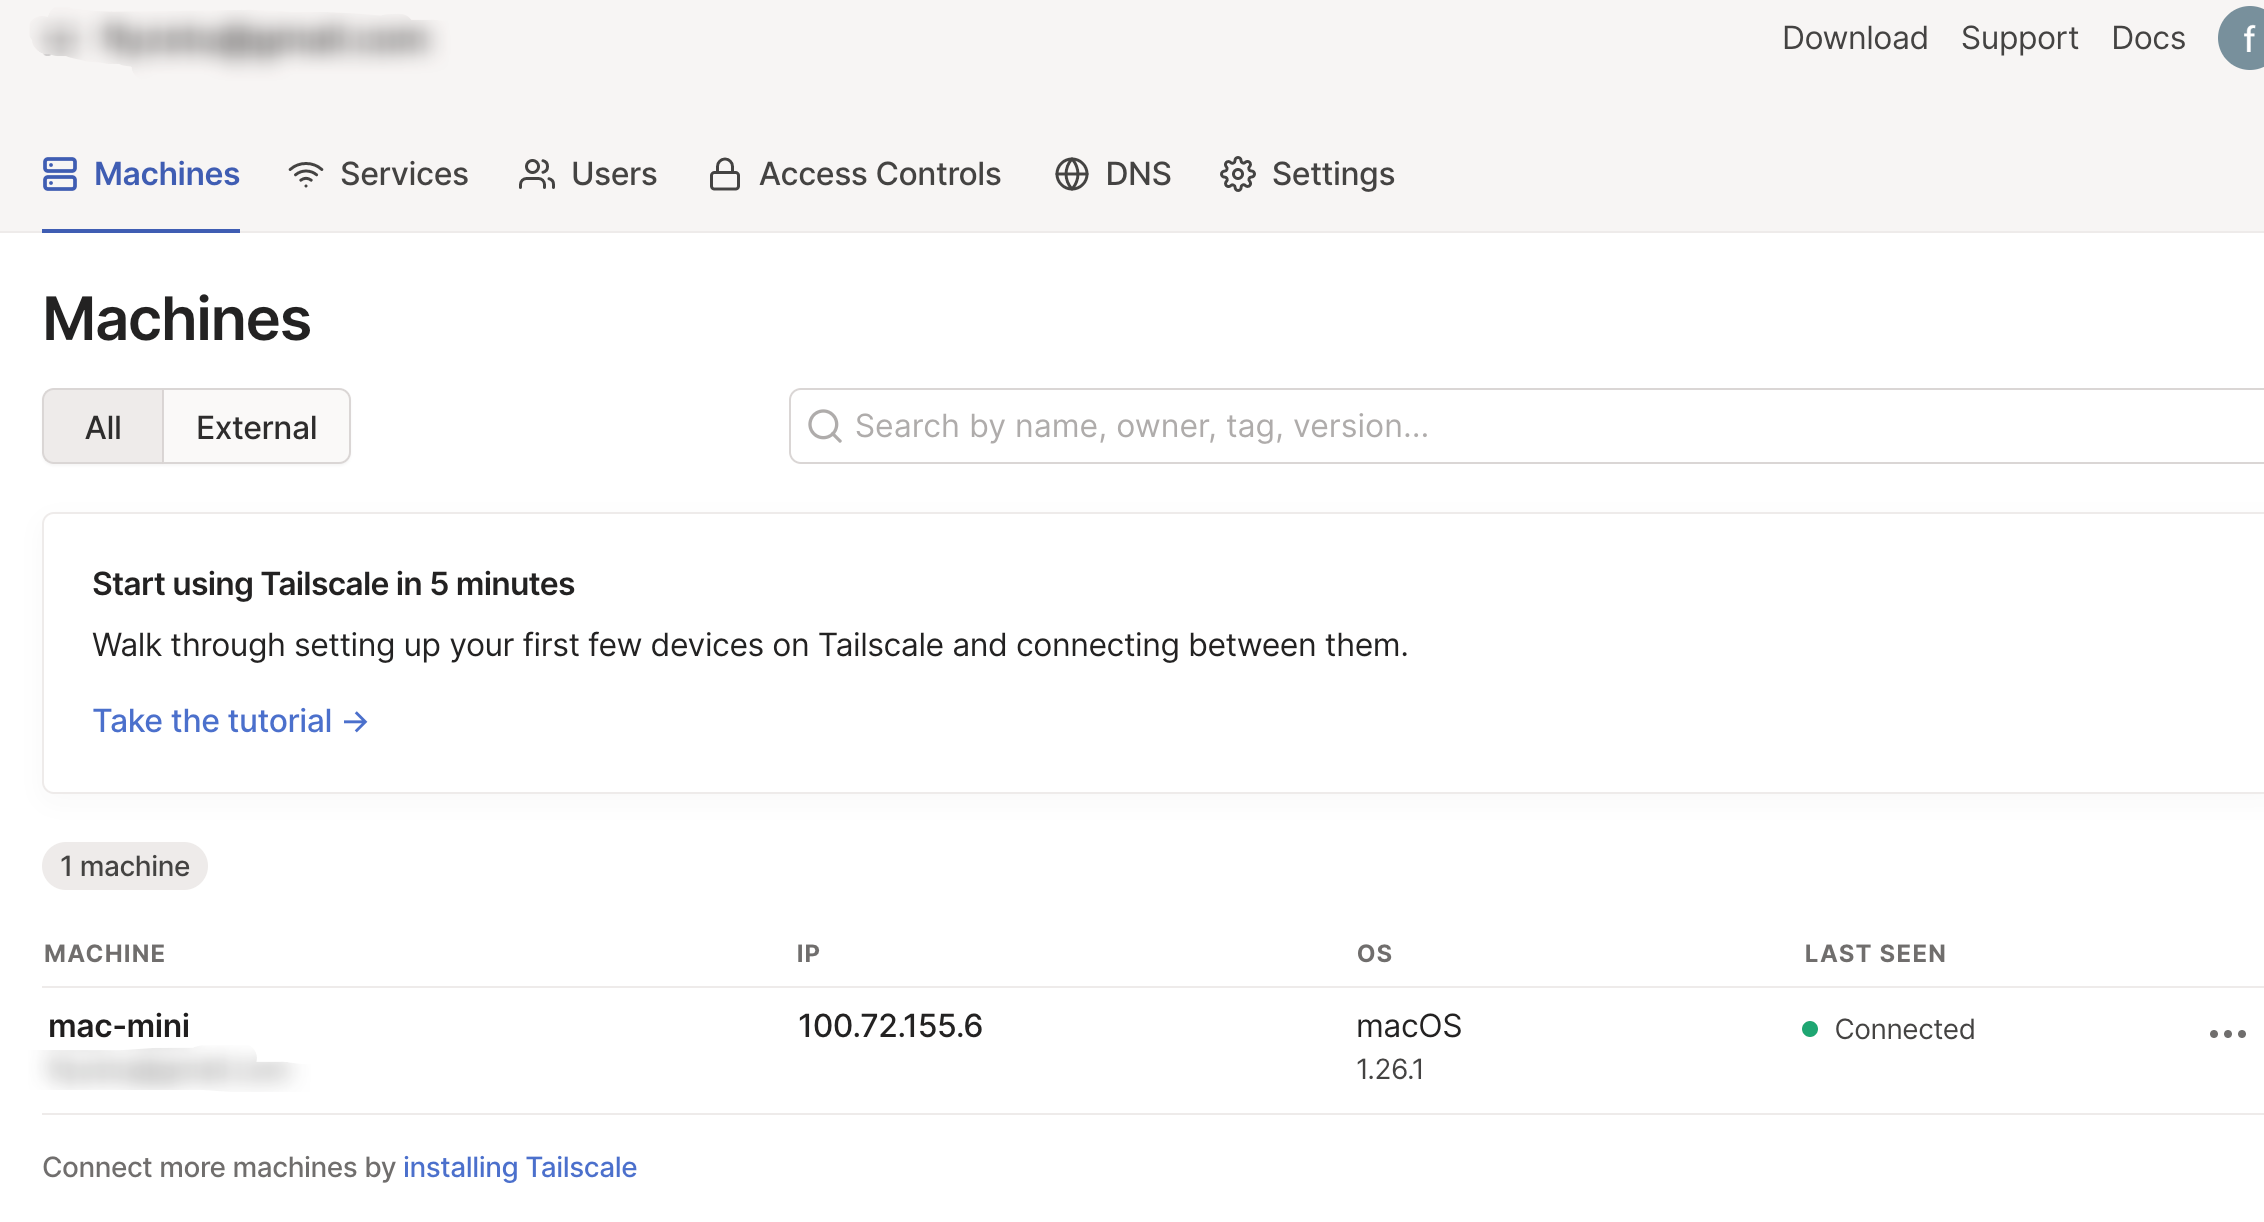 Download Support Docs f
Machines Services Users Access Controls DNS Settings
Machines
All External Search by name, owner, tag, version...
Start using Tailscale in 5 minutes
Walk through setting up your first few devices on Tailscale and connecting between them.
Take the tutorial →
1 machine
MACHINE IP OS LAST SEEN
mac-mini 100.72.155.6 macOS Connected
1.26.1
Connect more machines by installing Tailscale